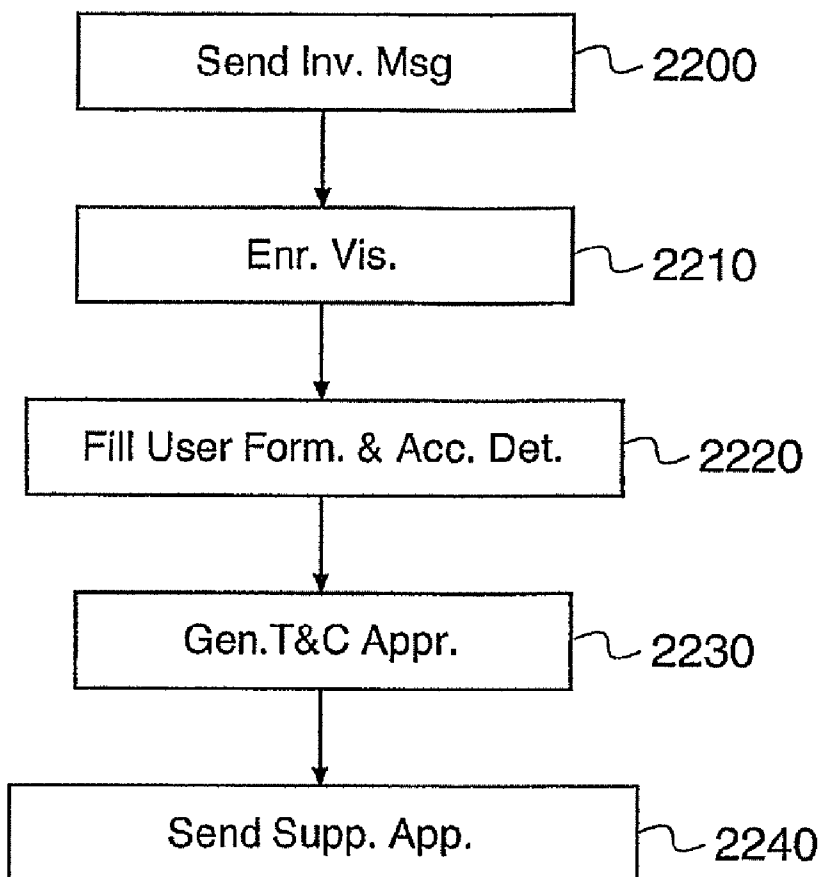 Send Inv. Msg 2200
Enr. Vis. 2210
Fill User Form. & Acc. Det. 2220
Gen.T&C Appr. 2230
Send Supp. App. 2240